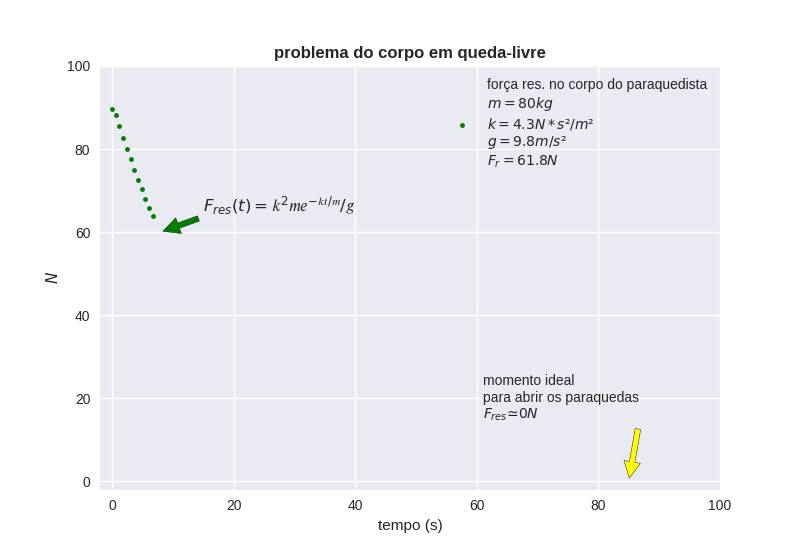 problema do corpo em queda-livre
100
80
60
40
20
0
N
força res. no corpo do paraquedista
m = 80kg
k = 4.3N * s²/m²
g = 9.8m/s²
F_r = 61.8N
F_res(t) = k²me^(-kt/m)/g
momento ideal
para abrir os paraquedas
F_res≃0N
0 20 40 60 80 100
tempo (s)